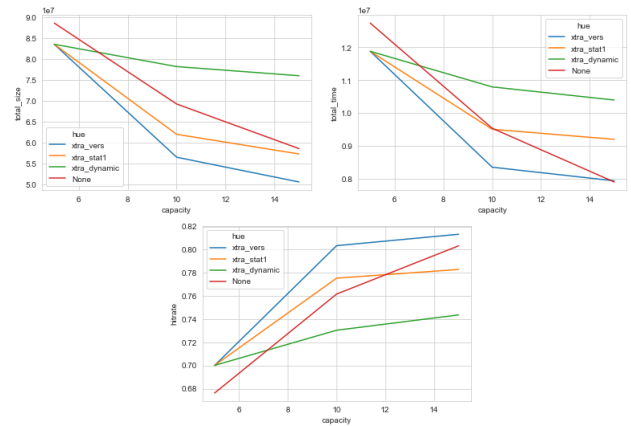 1e7
9.0
8.5
8.0
7.5
7.0
6.5
6.0
5.5
5.0
total_size
hue
xtra_vers
xtra_stat1
xtra_dynamic
None
6 8 10 12 14
capacity
1e7
1.2
1.1
1.0
0.9
0.8
total_time
hue
xtra_vers
xtra_stat1
xtra_dynamic
None
6 8 10 12 14
capacity
0.82
0.80
0.78
0.76
0.74
0.72
0.70
0.68
hitrate
hue
xtra_vers
xtra_stat1
xtra_dynamic
None
6 8 10 12 14
capacity